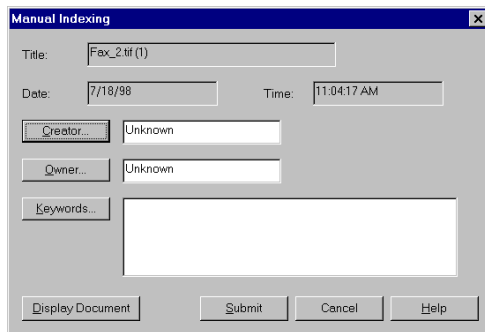 Manual Indexing
Title: Fax_2.tif (1)
Date: 7/18/98 Time: 11:04:17 AM
Creator... Unknown
Owner... Unknown
Keywords...
Display Document Submit Cancel Help